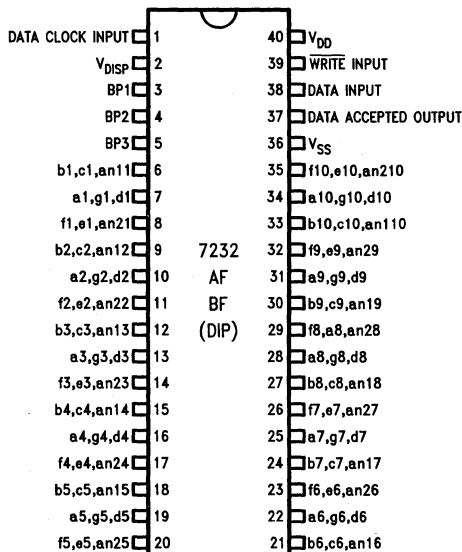 DATA CLOCK INPUT 1
V_DISP 2
BP1 3
BP2 4
BP3 5
b1,c1,an11 6
a1,g1,d1 7
f1,e1,an21 8
b2,c2,an12 9
a2,g2,d2 10
f2,e2,an22 11
b3,c3,an13 12
a3,g3,d3 13
f3,e3,an23 14
b4,c4,an14 15
a4,g4,d4 16
f4,e4,an24 17
b5,c5,an15 18
a5,g5,d5 19
f5,e5,an25 20
7232
AF
BF
(DIP)
40 V_DD
39 WRITE INPUT
38 DATA INPUT
37 DATA ACCEPTED OUTPUT
36 V_SS
35 f10,e10,an210
34 a10,g10,d10
33 b10,c10,an110
32 f9,e9,an29
31 a9,g9,d9
30 b9,c9,an19
29 f8,a8,an28
28 a8,g8,d8
27 b8,c8,an18
26 f7,e7,an27
25 a7,g7,d7
24 b7,c7,an17
23 f6,e6,an26
22 a6,g6,d6
21 b6,c6,an16